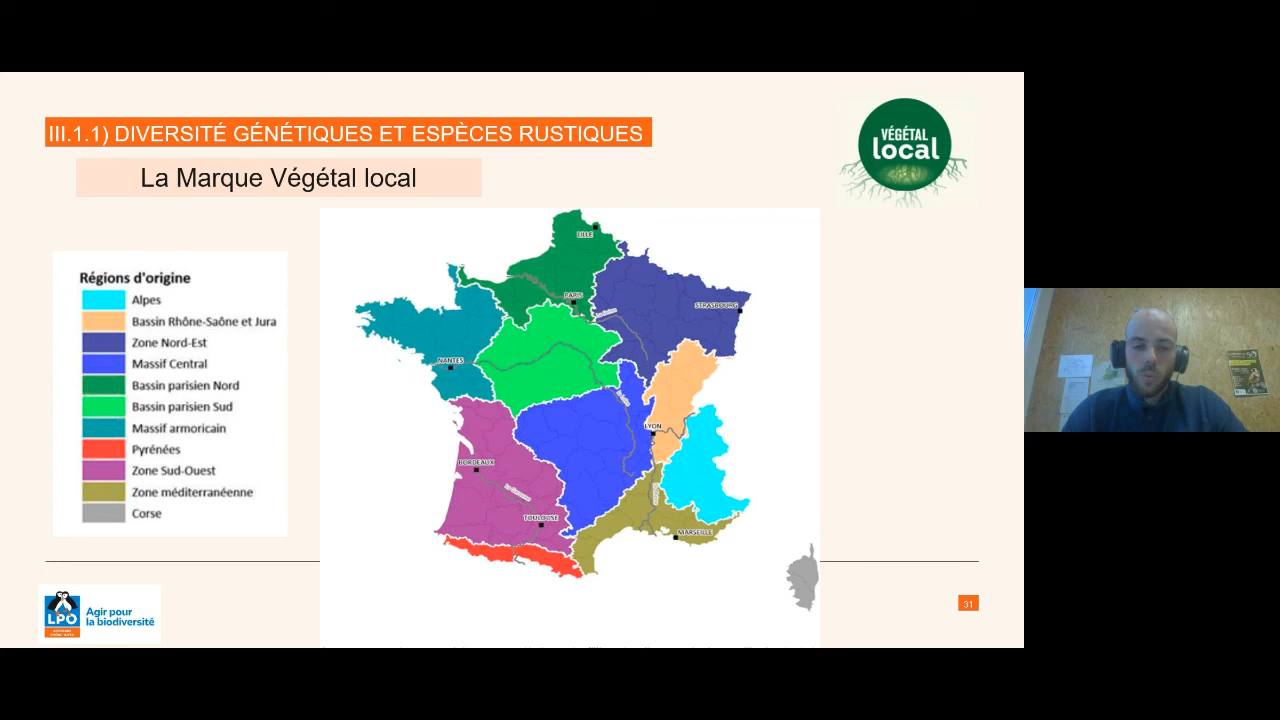 III.1.1) DIVERSITÉ GÉNÉTIQUES ET ESPÈCES RUSTIQUES
La Marque Végétal local
VÉGÉTAL
local
Régions d'origine
Alpes
Bassin Rhône-Saône et Jura
Zone Nord-Est
Massif Central
Bassin parisien Nord
Bassin parisien Sud
Massif armoricain
Pyrénées
Zone Sud-Ouest
Zone méditerranéenne
Corse
LILLE
PARIS
STRASBOURG
NANTES
LYON
BORDEAUX
TOULOUSE
MARSEILLE
LPO
Agir pour
la biodiversité
31